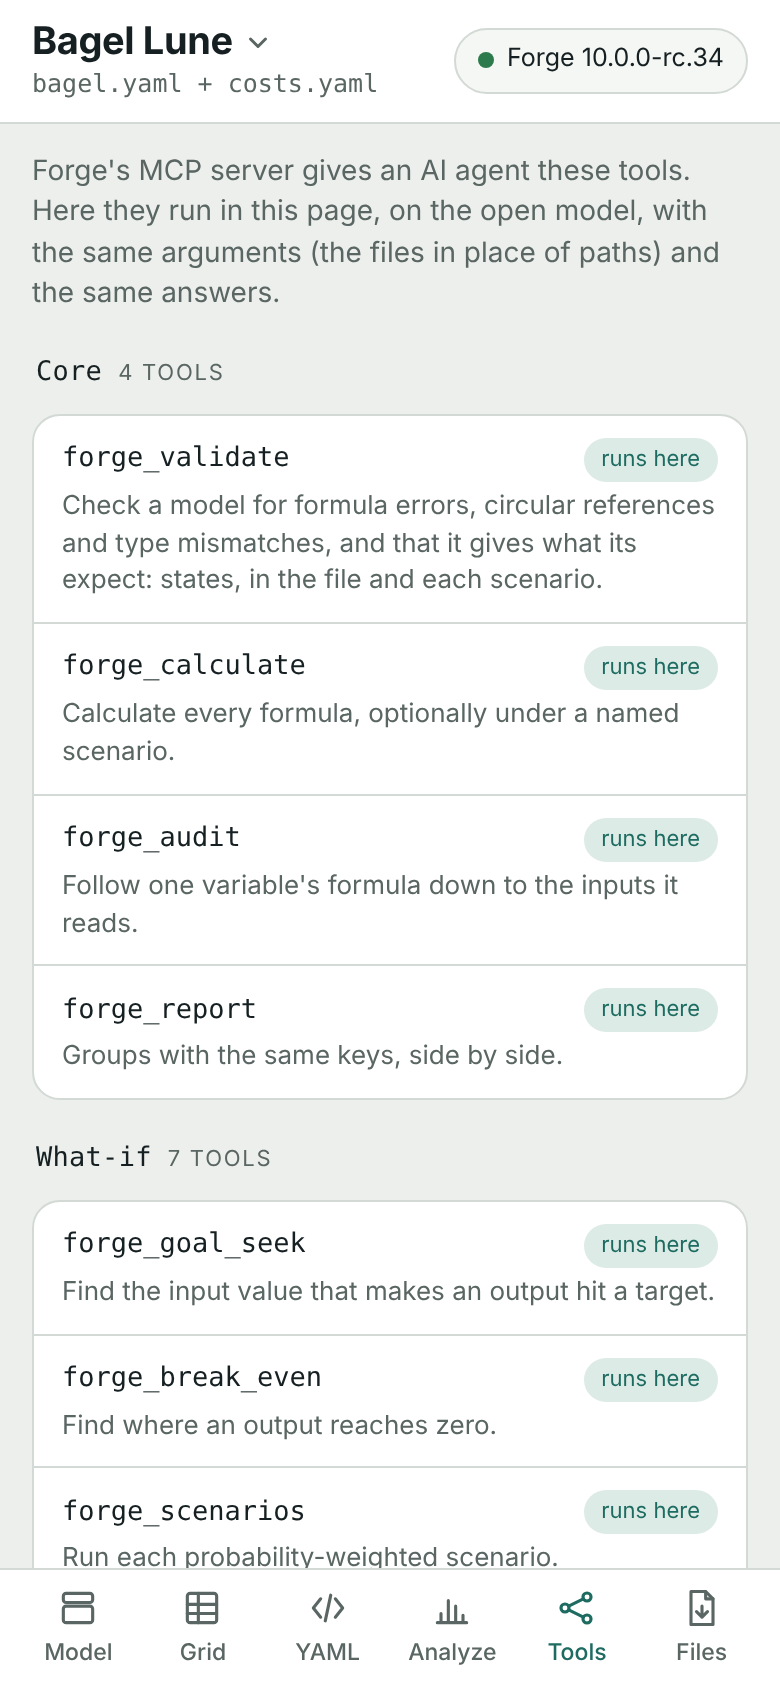 Bagel Lune
bagel.yaml + costs.yaml
Forge 10.0.0-rc.34
Forge's MCP server gives an AI agent these tools.
Here they run in this page, on the open model, with
the same arguments (the files in place of paths) and
the same answers.
Core 4 TOOLS
forge_validate
runs here
Check a model for formula errors, circular references
and type mismatches, and that it gives what its
expect: states, in the file and each scenario.
forge_calculate
runs here
Calculate every formula, optionally under a named
scenario.
forge_audit
runs here
Follow one variable's formula down to the inputs it
reads.
forge_report
runs here
Groups with the same keys, side by side.
What-if 7 TOOLS
forge_goal_seek
runs here
Find the input value that makes an output hit a target.
forge_break_even
runs here
Find where an output reaches zero.
forge_scenarios
runs here
Run each probability-weighted scenario.
Model
Grid
YAML
Analyze
Tools
Files